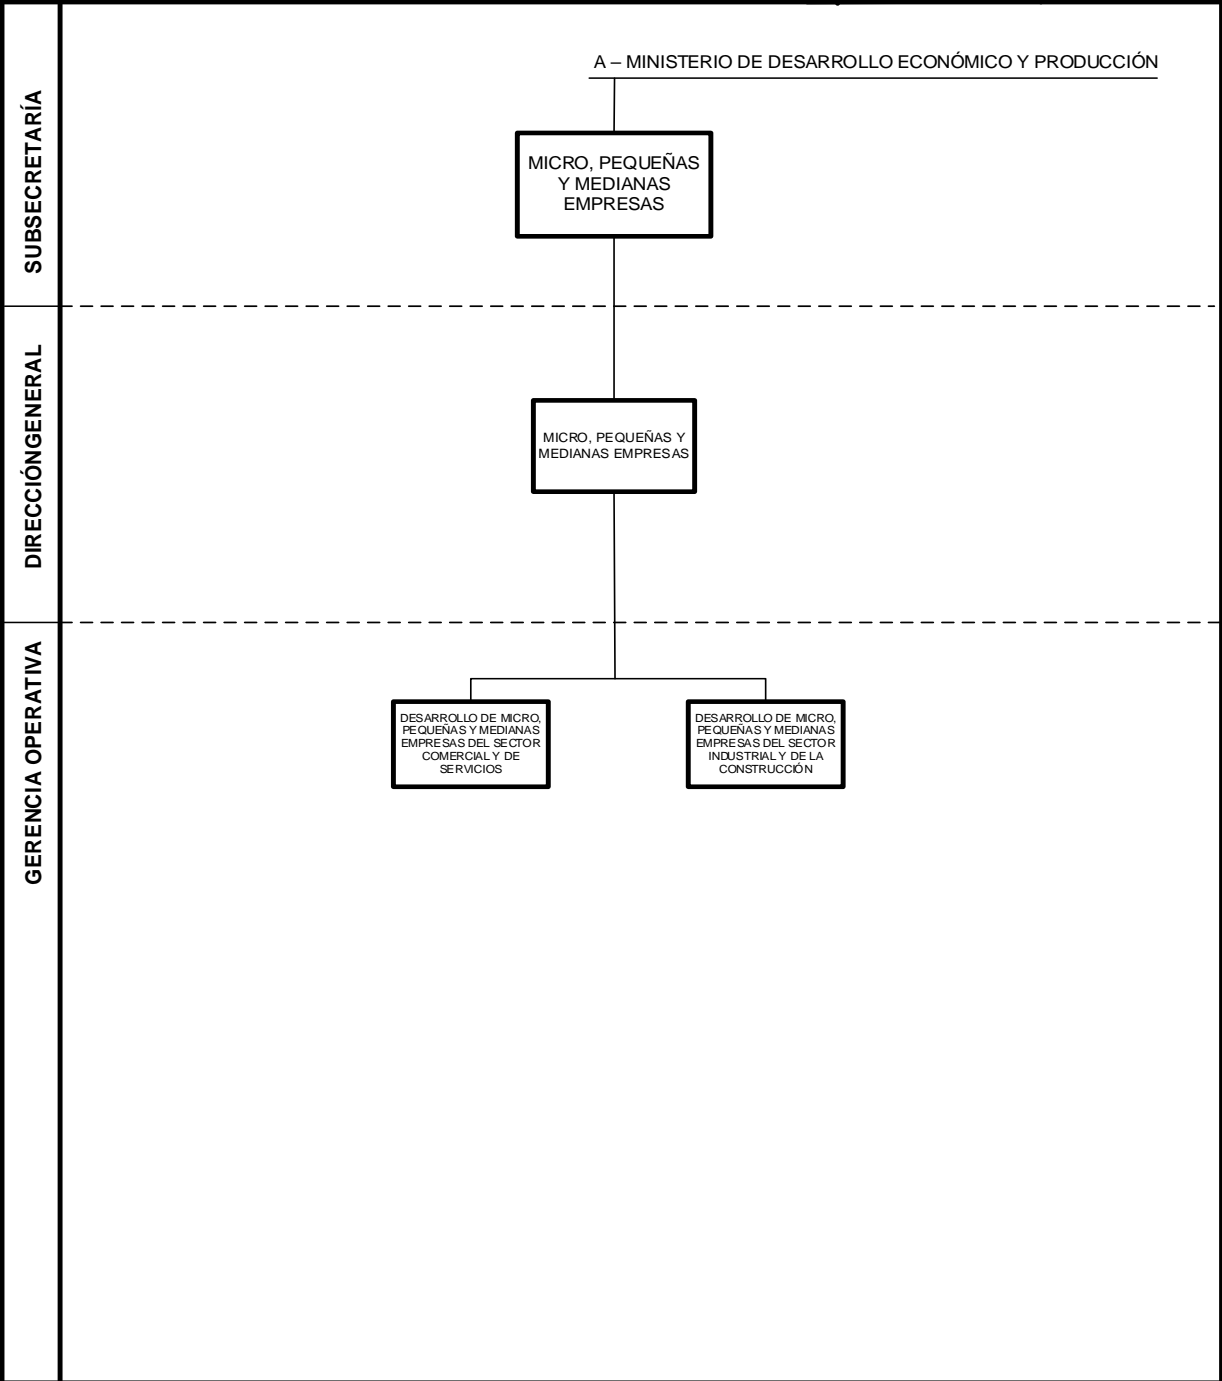 A – MINISTERIO DE DESARROLLO ECONÓMICO Y PRODUCCIÓN
SUBSECRETARÍA
MICRO, PEQUEÑAS
Y MEDIANAS
EMPRESAS
DIRECCIÓNGENERAL
MICRO, PEQUEÑAS Y
MEDIANAS EMPRESAS
GERENCIA OPERATIVA
DESARROLLO DE MICRO,
PEQUEÑAS Y MEDIANAS
EMPRESAS DEL SECTOR
COMERCIAL Y DE
SERVICIOS
DESARROLLO DE MICRO,
PEQUEÑAS Y MEDIANAS
EMPRESAS DEL SECTOR
INDUSTRIAL Y DE LA
CONSTRUCCIÓN